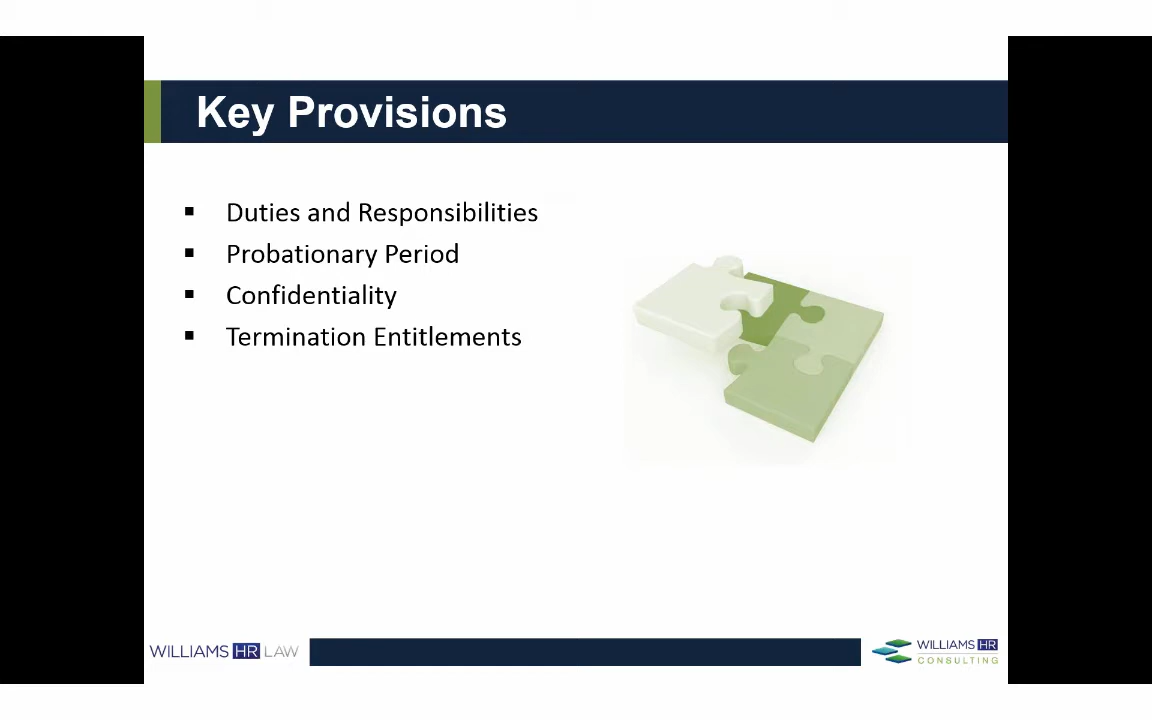 Key Provisions
▪ Duties and Responsibilities
▪ Probationary Period
▪ Confidentiality
▪ Termination Entitlements
WILLIAMS HR LAW
WILLIAMS HR
CONSULTING